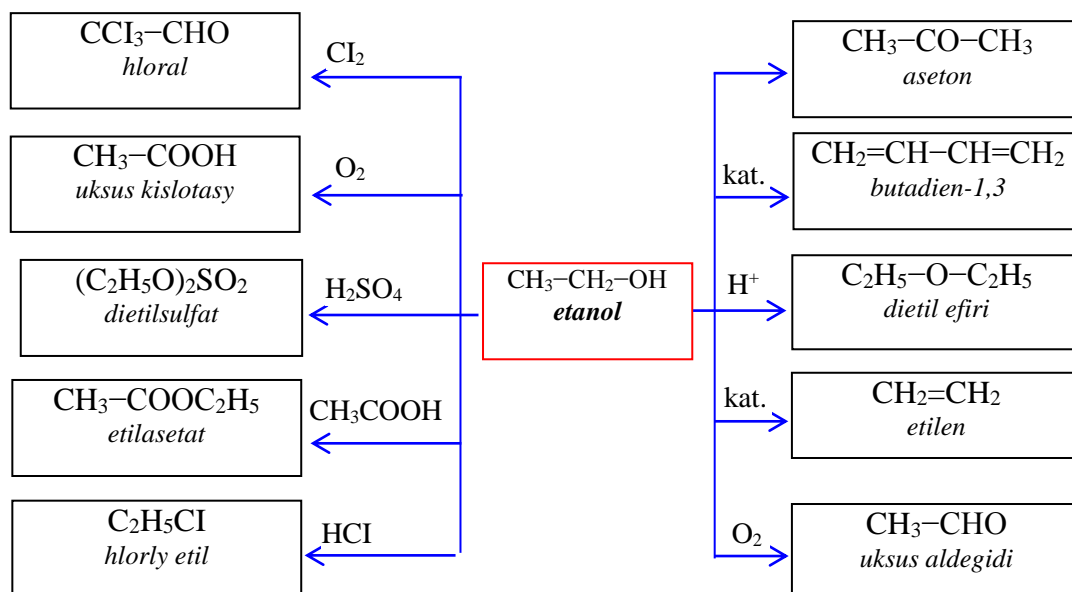 CCI₃−CHO
hloral
CI₂
CH₃−COOH
uksus kislotasy
O₂
(C₂H₅O)₂SO₂
dietilsulfat
H₂SO₄
CH₃−COOC₂H₅
etilasetat
CH₃COOH
C₂H₅CI
hlorly etil
HCI
CH₃−CH₂−OH
etanol
CH₃−CO−CH₃
aseton
kat.
CH₂=CH−CH=CH₂
butadien-1,3
H⁺
C₂H₅−O−C₂H₅
dietil efiri
kat.
CH₂=CH₂
etilen
O₂
CH₃−CHO
uksus aldegidi